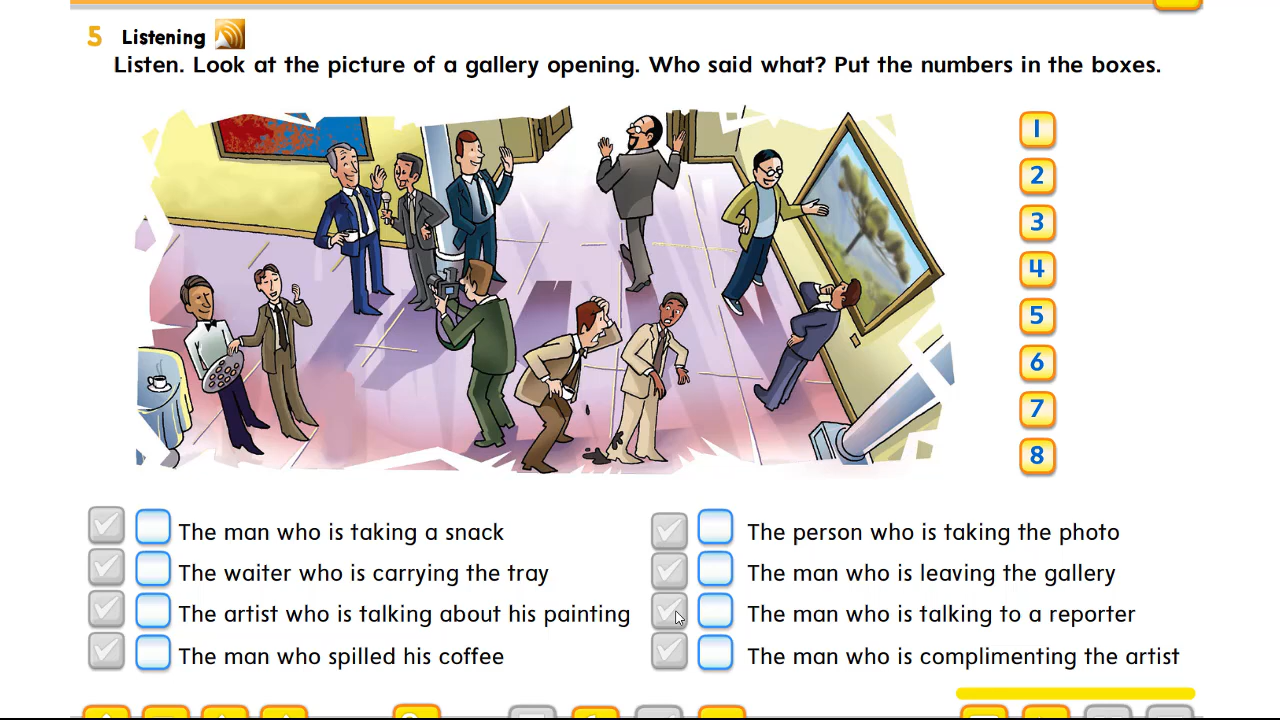 5 Listening
Listen. Look at the picture of a gallery opening. Who said what? Put the numbers in the boxes.
1
2
3
4
5
6
7
8
The man who is taking a snack
The waiter who is carrying the tray
The artist who is talking about his painting
The man who spilled his coffee
The person who is taking the photo
The man who is leaving the gallery
The man who is talking to a reporter
The man who is complimenting the artist